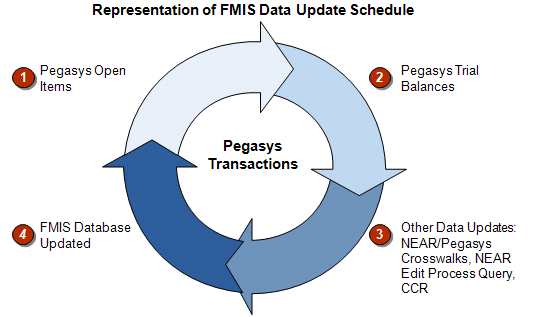 Representation of FMIS Data Update Schedule
1
Pegasys Open
Items
2
Pegasys Trial
Balances
Pegasys
Transactions
4
FMIS Database
Updated
3
Other Data Updates:
NEAR/Pegasys
Crosswalks, NEAR
Edit Process Query,
CCR